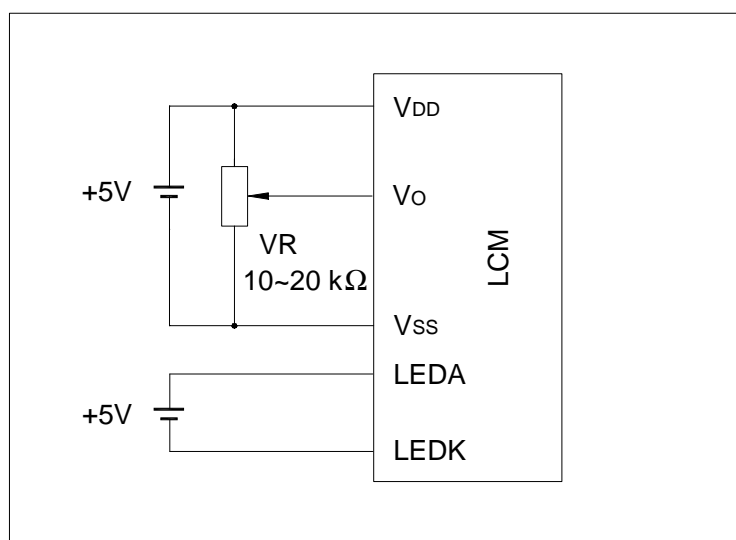 VDD
+5V
VO
VR
10~20 kΩ
LCM
VSS
LEDA
+5V
LEDK